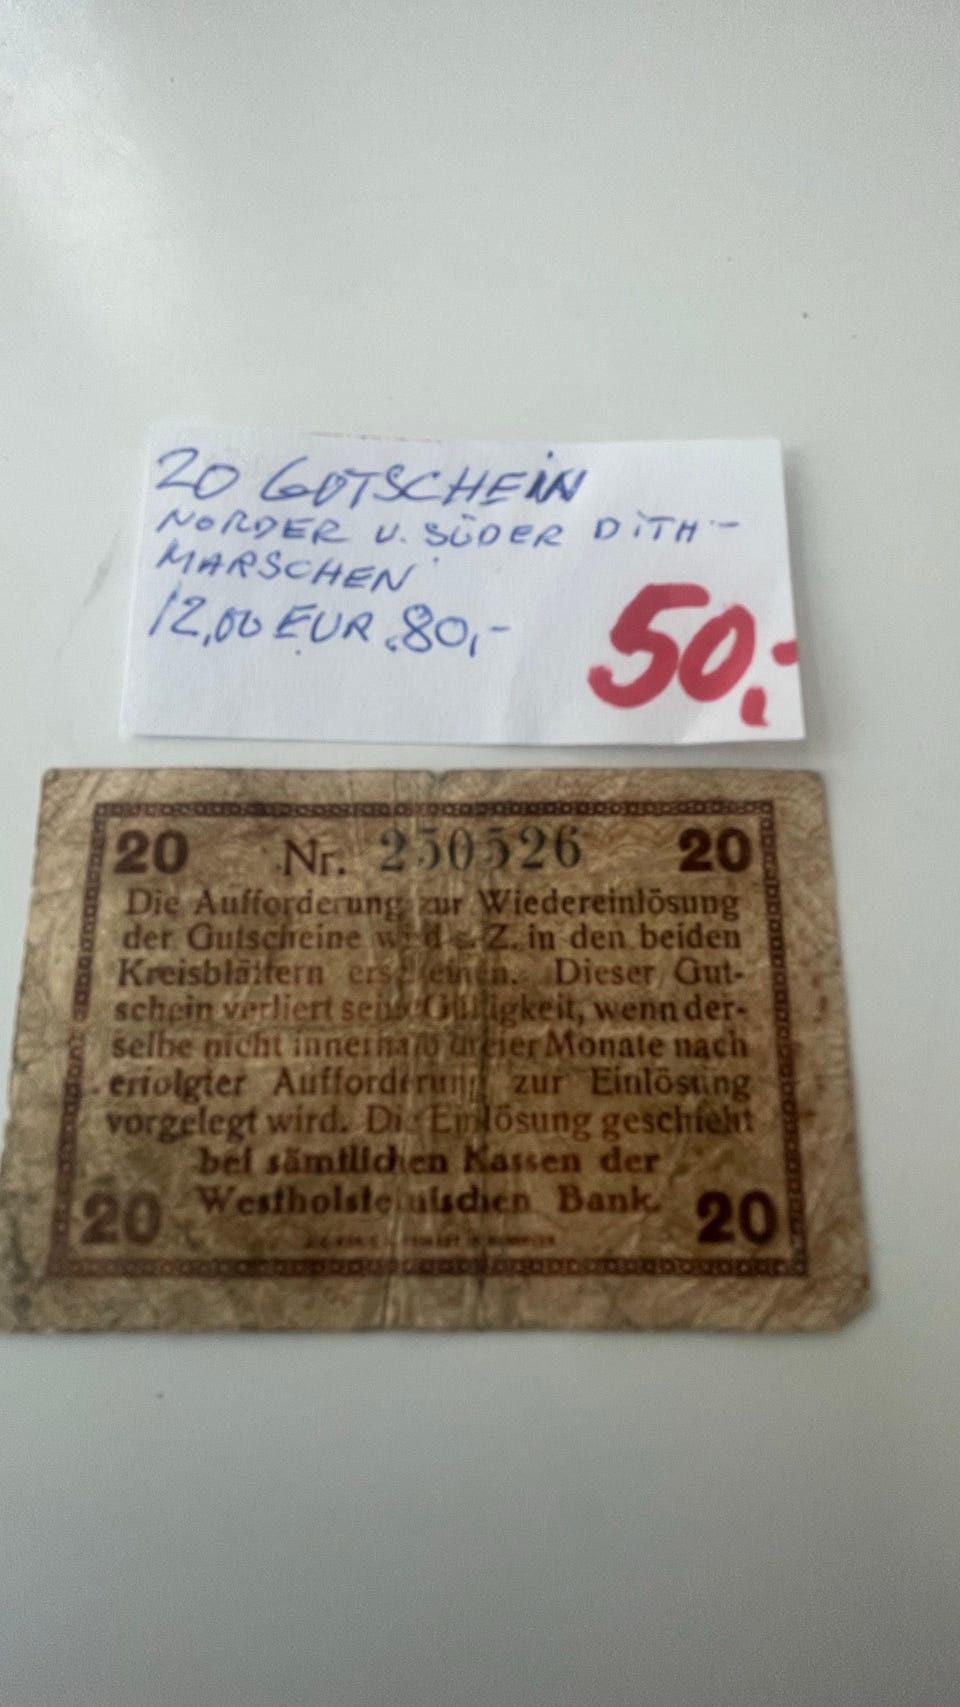 20 GUTSCHEIN
NORDER U. SÜDER DITH-
MARSCHEN
12,00 EUR 80,-
50,-
20 Nr. 250526 20
Die Aufforderung zur Wiedereinlösung
der Gutscheine wird s. Z. in den beiden
Kreisblättern erscheinen. Dieser Gut-
schein verliert seine Gültigkeit, wenn der-
selbe nicht innerhalb dreier Monate nach
erfolgter Aufforderung zur Einlösung
vorgelegt wird. Die Einlösung geschieht
bei sämtlichen Kassen der
20 Westholsteinischen Bank. 20